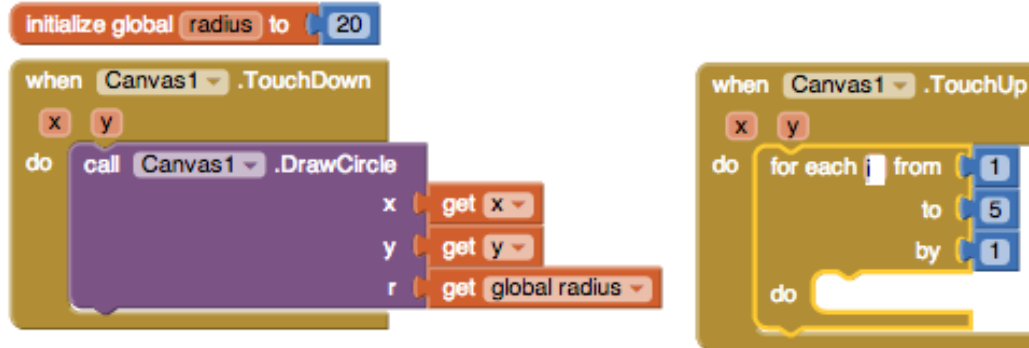 initialize global radius to 20
when Canvas1 .TouchDown
x y
do call Canvas1 .DrawCircle
x get x
y get y
r get global radius
when Canvas1 .TouchUp
x y
do for each i from 1
to 5
by 1
do